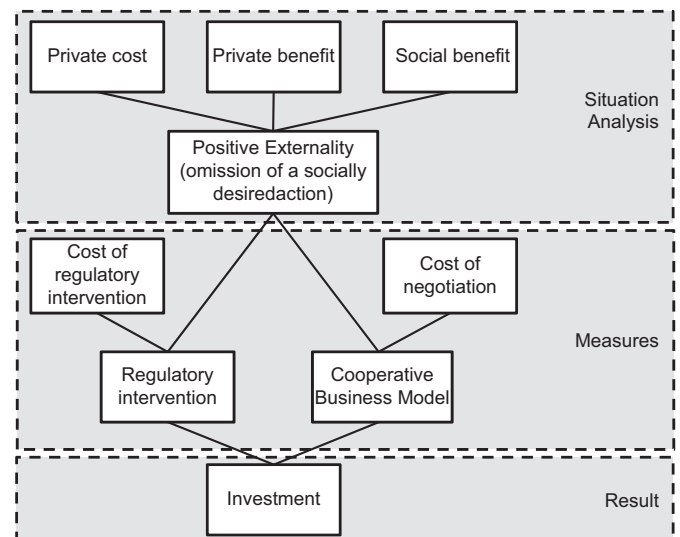 Private cost
Private benefit
Social benefit
Situation
Analysis
Positive Externality
(omission of a socially
desiredaction)
Cost of
regulatory
intervention
Cost of
negotiation
Measures
Regulatory
intervention
Cooperative
Business Model
Investment
Result